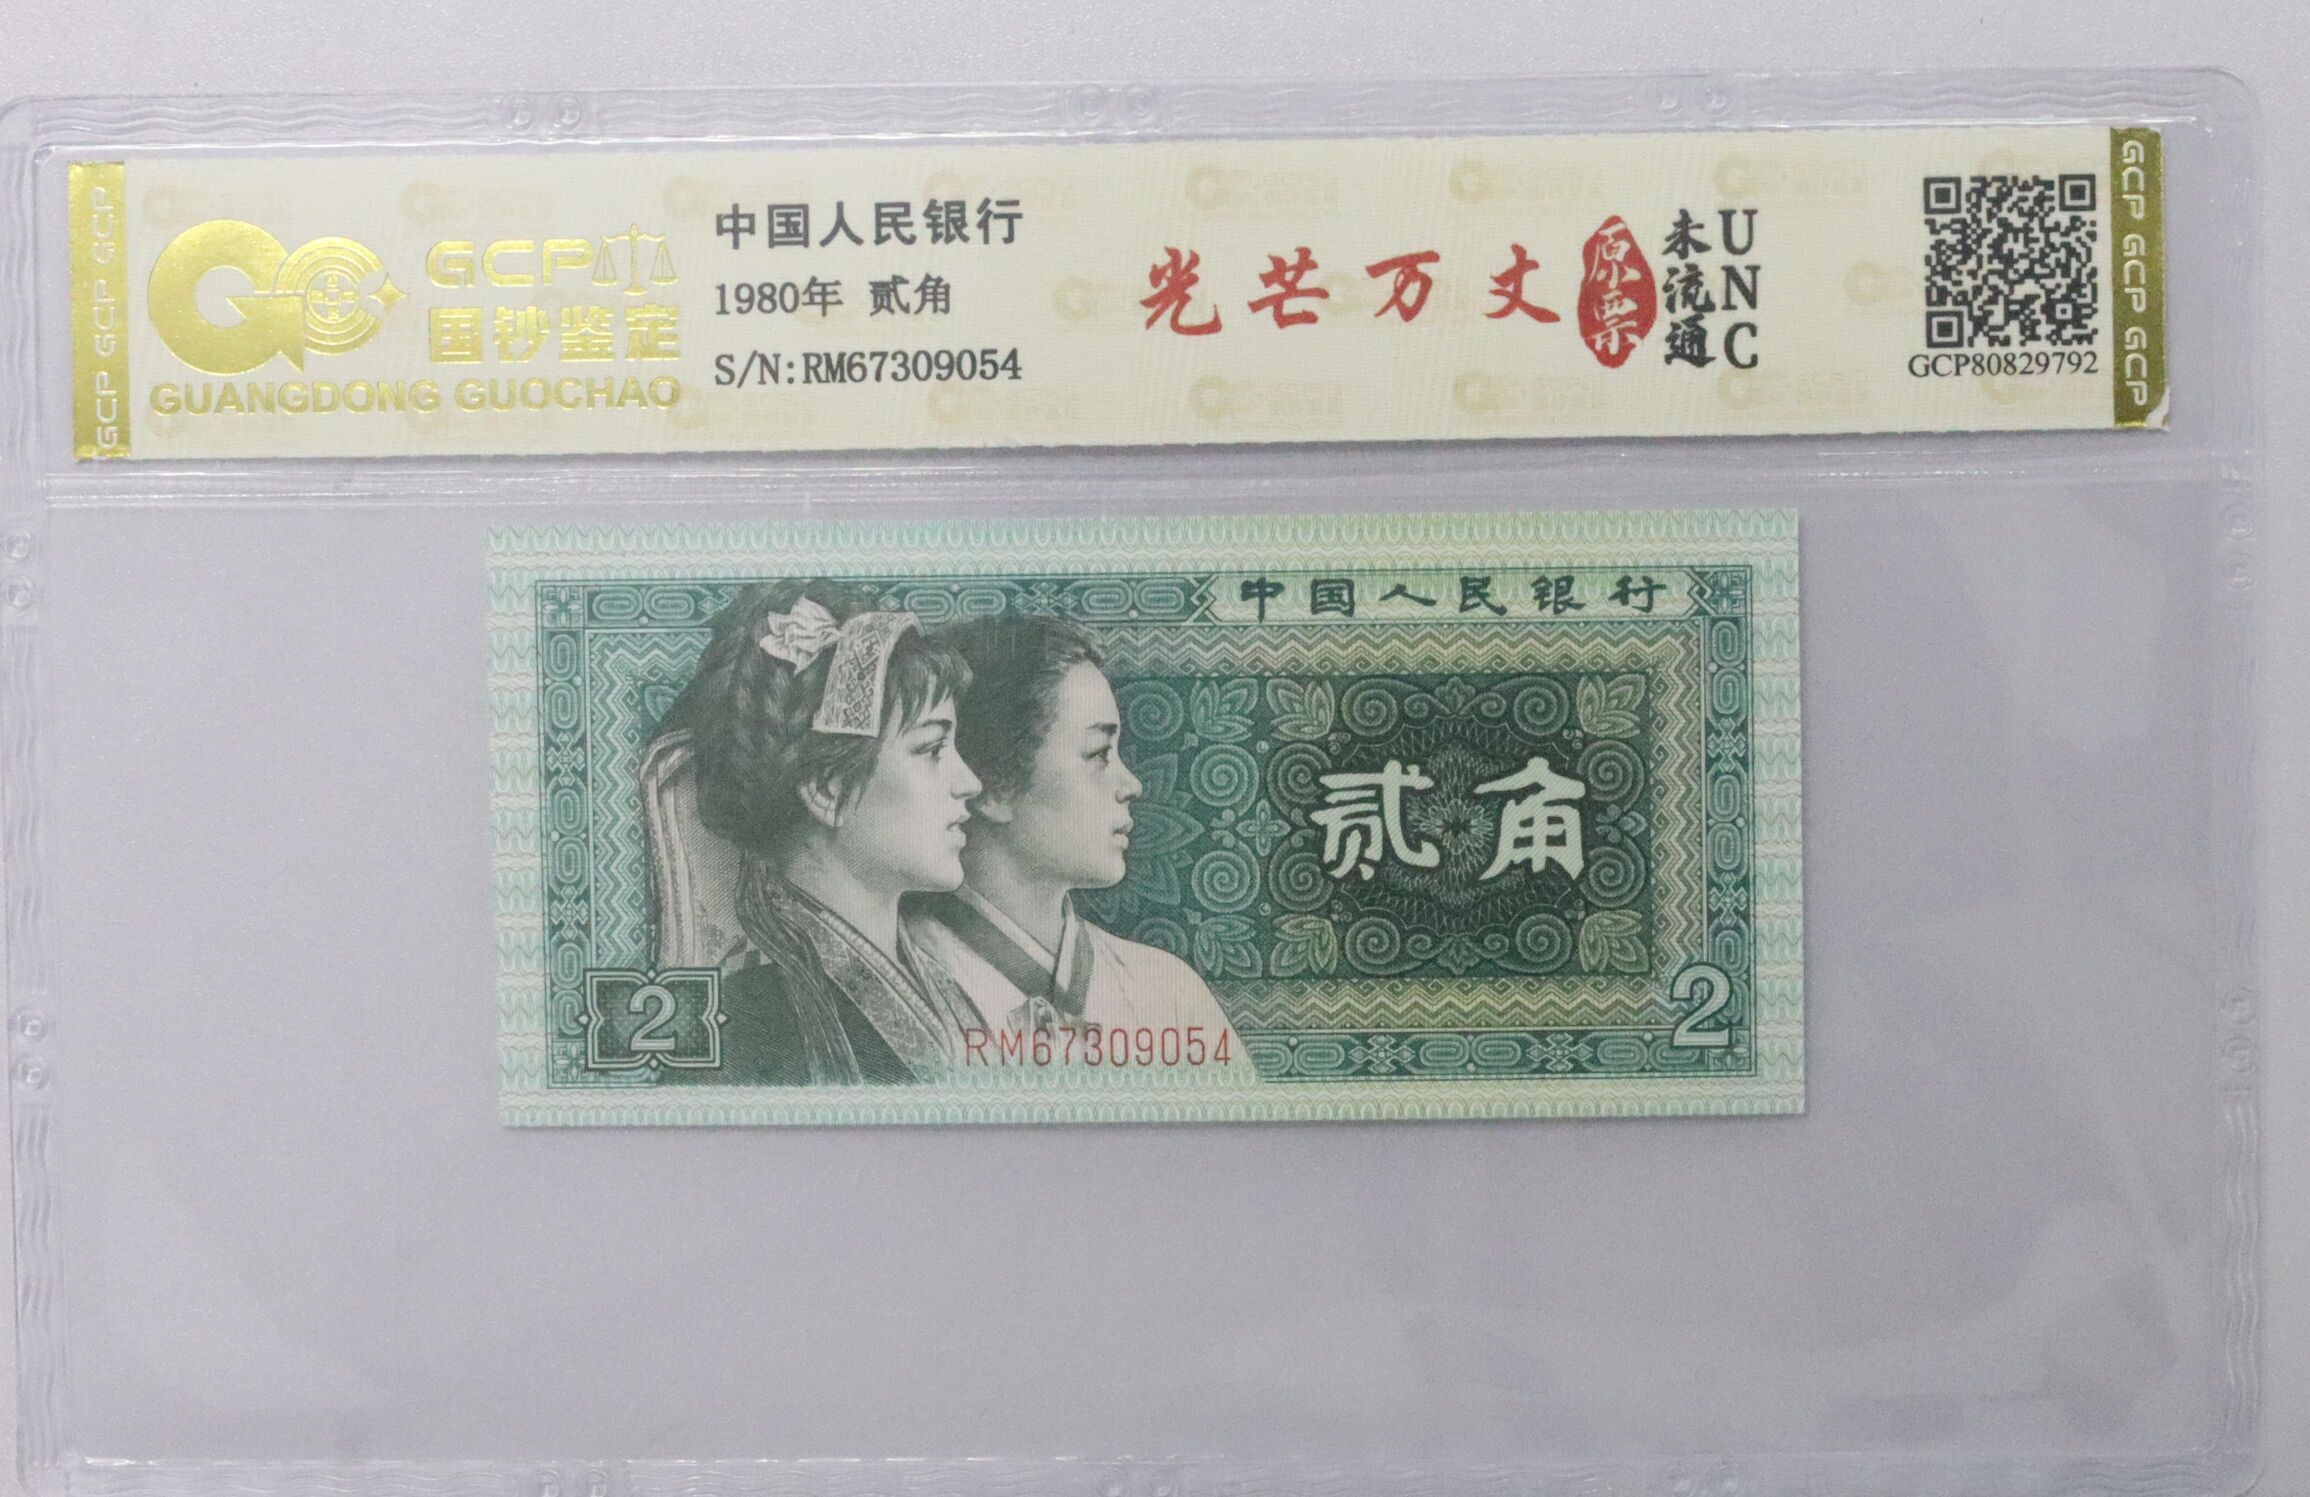 GCP GCP GCP
GCP
国钞鉴定
GUANGDONG GUOCHAO
中国人民银行
1980年 贰角
S/N:RM67309054
光芒万丈
原票
未流通
UNC
GCP80829792
GCP GCP GCP
中国人民银行
贰角
2
2
RM67309054